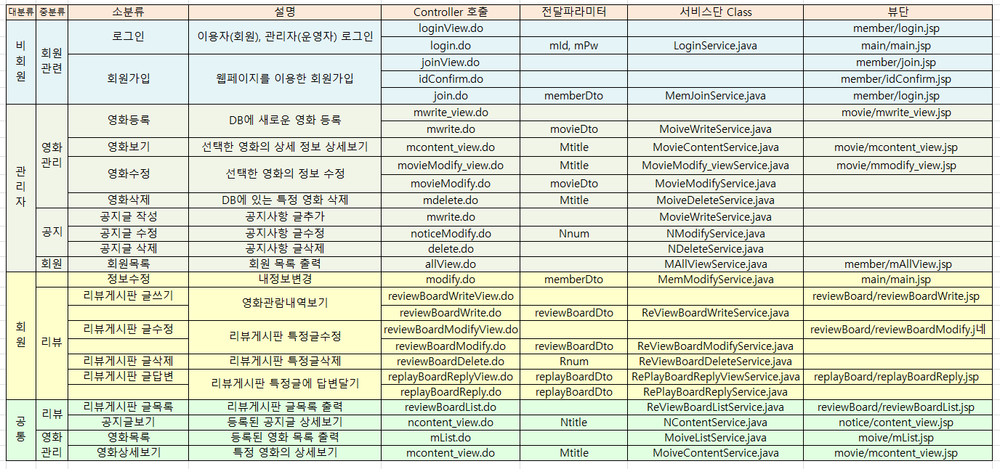 대분류 중분류 소분류 설명 Controller 호출 전달파라미터 서비스단 Class 뷰단
비회원 회원관련 로그인 이용자(회원), 관리자(운영자) 로그인 loginView.do member/login.jsp
login.do mId, mPw LoginService.java main/main.jsp
회원가입 웹페이지를 이용한 회원가입 joinView.do member/join.jsp
idConfirm.do member/idConfirm.jsp
join.do memberDto MemJoinService.java member/login.jsp
관리자 영화관리 영화등록 DB에 새로운 영화 등록 mwrite_view.do movie/mwrite_view.jsp
mwrite.do movieDto MoiveWriteService.java
영화보기 선택한 영화의 상세 정보 상세보기 mcontent_view.do Mtitle MovieContentService.java movie/mcontent_view.jsp
영화수정 선택한 영화의 정보 수정 movieModify_view.do Mtitle MovieModify_viewService.java movie/mmodify_view.jsp
movieModify.do movieDto MovieModifyService.java
영화삭제 DB에 있는 특정 영화 삭제 mdelete.do Mtitle MoiveDeleteService.java
공지 공지글 작성 공지사항 글추가 mwrite.do MovieWriteService.java
공지글 수정 공지사항 글수정 noticeModify.do Nnum NModifyService.java
공지글 삭제 공지사항 글삭제 delete.do NDeleteService.java
회원 회원목록 회원 목록 출력 allView.do MAllViewService.java member/mAllView.jsp
회원 정보수정 내정보변경 modify.do memberDto MemModifyService.java main/main.jsp
리뷰 리뷰게시판 글쓰기 영화관람내역보기 reviewBoardWriteView.do reviewBoard/reviewBoardWrite.jsp
reviewBoardWrite.do reviewBoardDto ReViewBoardWriteService.java
리뷰게시판 글수정 리뷰게시판 특정글수정 reviewBoardModifyView.do reviewBoard/reviewBoardModify.j네
reviewBoardModify.do reviewBoardDto ReViewBoardModifyService.java
리뷰게시판 글삭제 리뷰게시판 특정글삭제 reviewBoardDelete.do Rnum ReViewBoardDeleteService.java
리뷰게시판 글답변 리뷰게시판 특정글에 답변달기 replayBoardReplyView.do replayBoardDto RePlayBoardReplyViewService.java replayBoard/replayBoardReply.jsp
replayBoardReply.do replayBoardDto RePlayBoardReplyService.java
공통 리뷰 리뷰게시판 글목록 리뷰게시판 글목록 출력 reviewBoardList.do ReViewBoardListService.java reviewBoard/reviewBoardList.jsp
공지글보기 등록된 공지글 상세보기 ncontent_view.do Ntitle NContentService.java notice/content_view.jsp
영화관리 영화목록 등록된 영화 목록 출력 mList.do MoiveListService.java moive/mList.jsp
영화상세보기 특정 영화의 상세보기 mcontent_view.do Mtitle MoiveContentService.java movie/mcontent_view.jsp